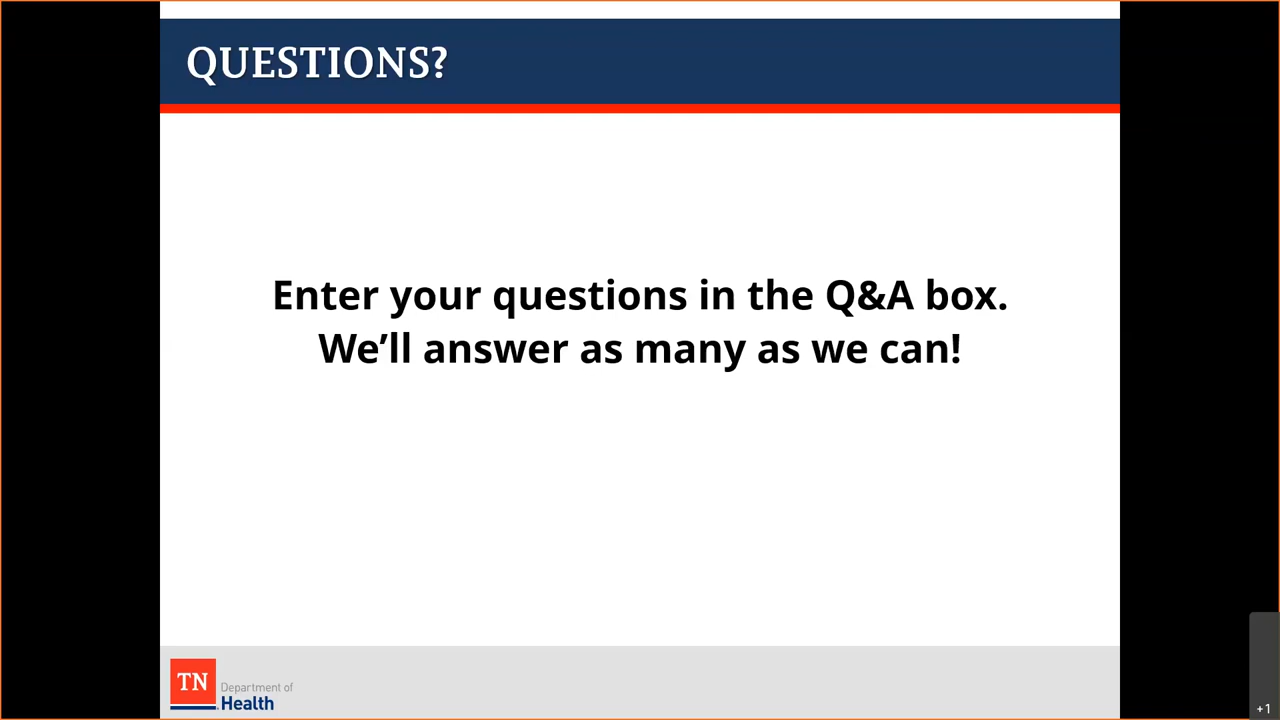 QUESTIONS?
Enter your questions in the Q&A box.
We’ll answer as many as we can!
TN
Department of
Health
+1